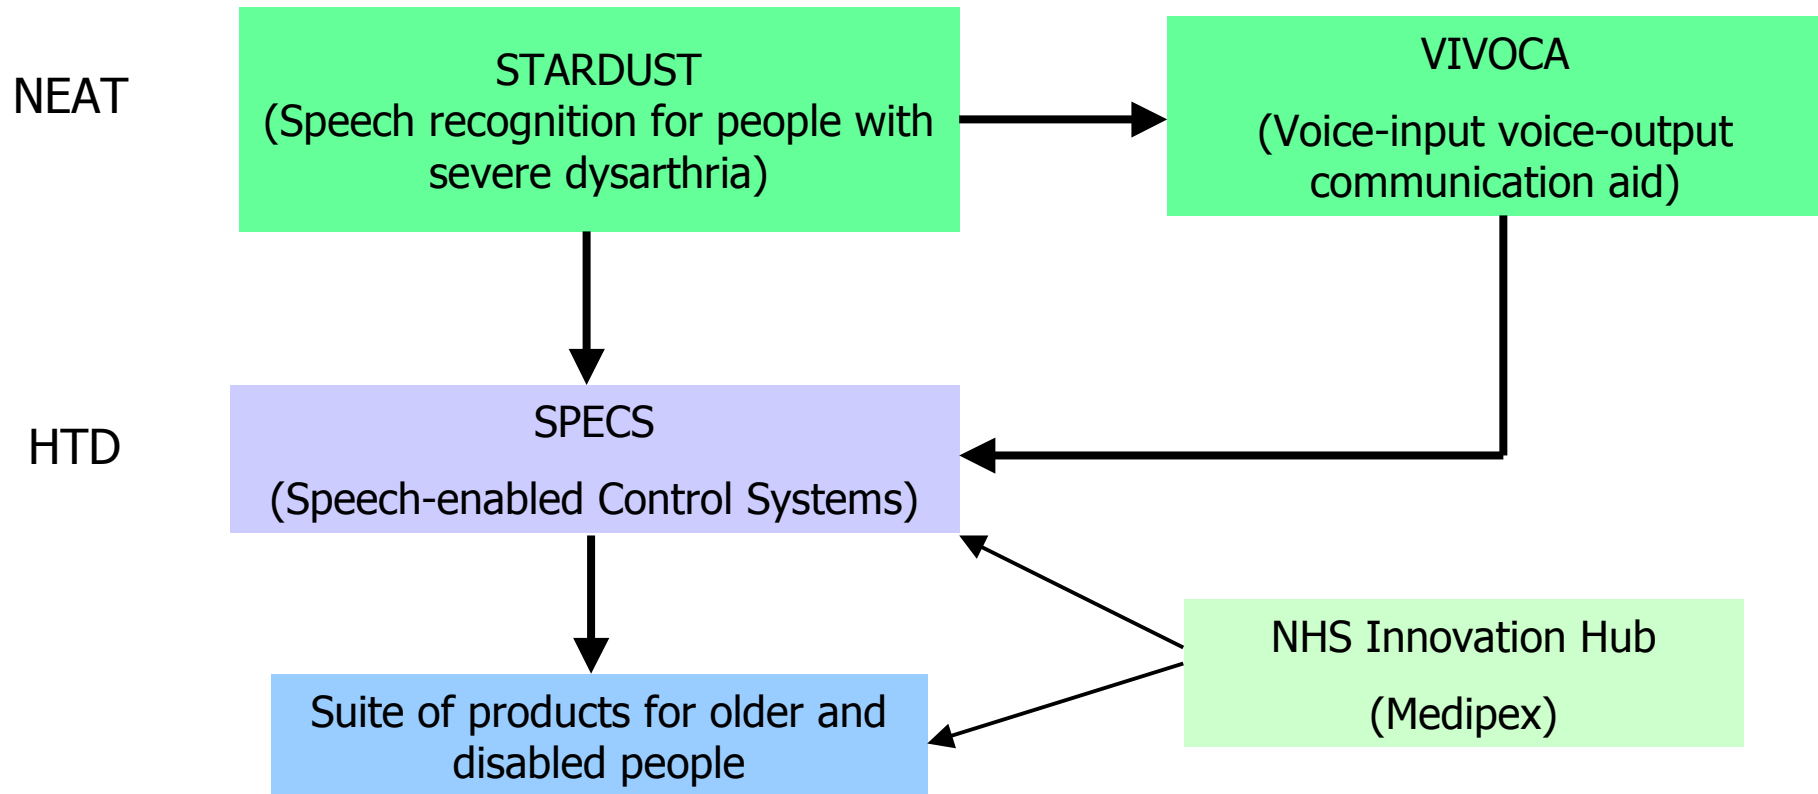 NEAT
STARDUST
(Speech recognition for people with
severe dysarthria)
VIVOCA
(Voice-input voice-output
communication aid)
HTD
SPECS
(Speech-enabled Control Systems)
NHS Innovation Hub
(Medipex)
Suite of products for older and
disabled people